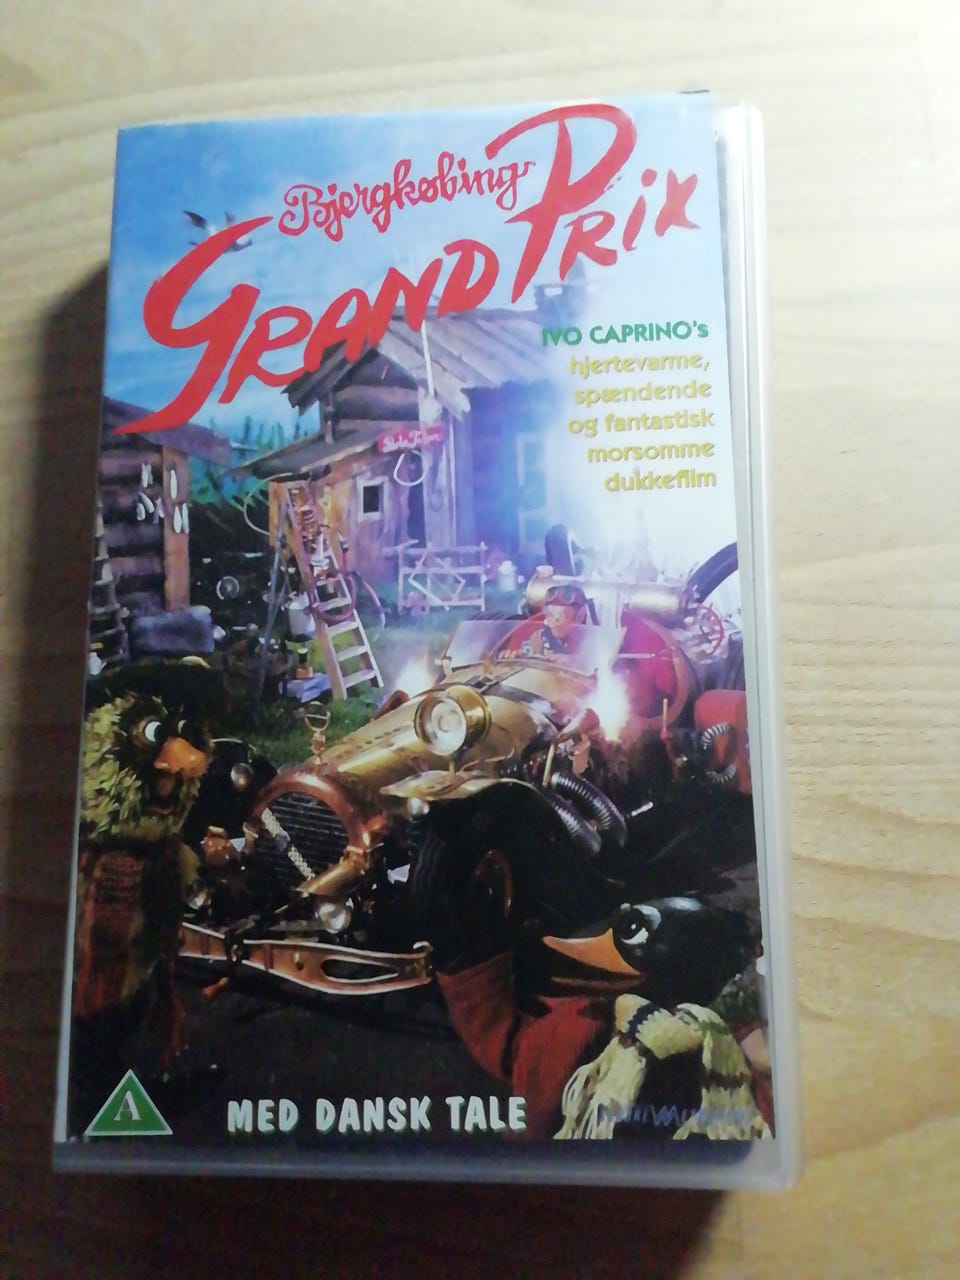 Bjergkøbing
GRAND PRIX
IVO CAPRINO's
hjertevarme,
spændende
og fantastisk
morsomme
dukkefilm
A
MED DANSK TALE